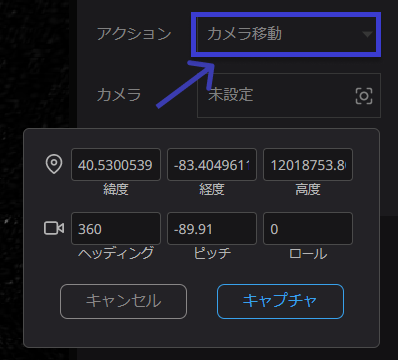 アクション カメラ移動
カメラ 未設定
40.5300539 -83.4049611 12018753.80
緯度 経度 高度
360 -89.91 0
ヘッディング ピッチ ロール
キャンセル キャプチャ